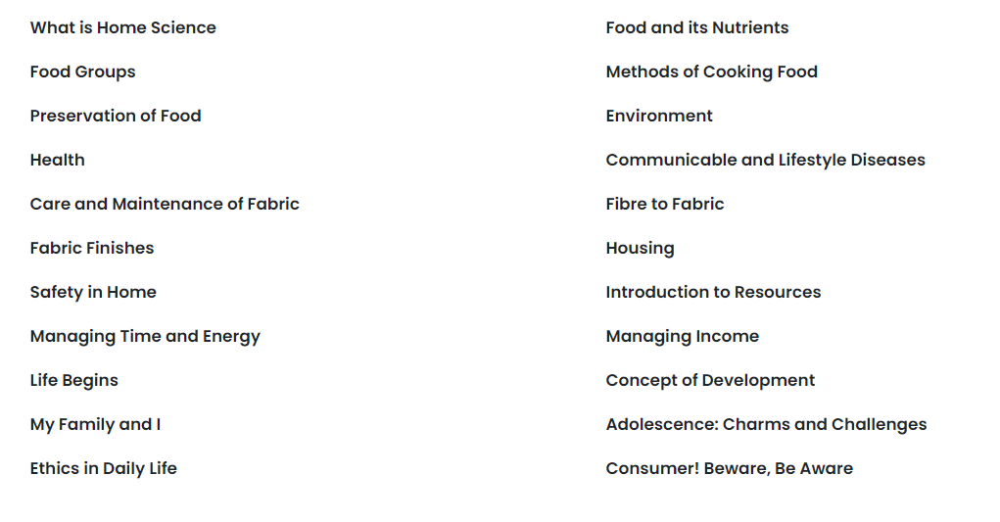 What is Home Science
Food and its Nutrients
Food Groups
Methods of Cooking Food
Preservation of Food
Environment
Health
Communicable and Lifestyle Diseases
Care and Maintenance of Fabric
Fibre to Fabric
Fabric Finishes
Housing
Safety in Home
Introduction to Resources
Managing Time and Energy
Managing Income
Life Begins
Concept of Development
My Family and I
Adolescence: Charms and Challenges
Ethics in Daily Life
Consumer! Beware, Be Aware